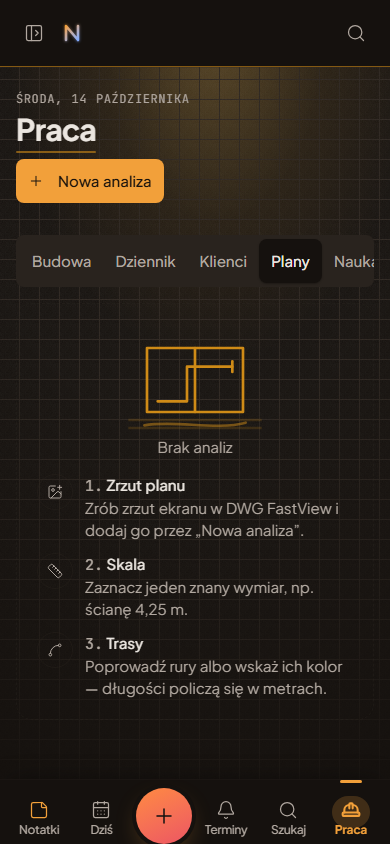 N
ŚRODA, 14 PAŹDZIERNIKA
Praca
+ Nowa analiza
Budowa Dziennik Klienci Plany Nauka
Brak analiz
1. Zrzut planu
Zrób zrzut ekranu w DWG FastView i
dodaj go przez „Nowa analiza”.
2. Skala
Zaznacz jeden znany wymiar, np.
ścianę 4,25 m.
3. Trasy
Poprowadź rury albo wskaż ich kolor
— długości policzą się w metrach.
Notatki Dziś + Terminy Szukaj Praca